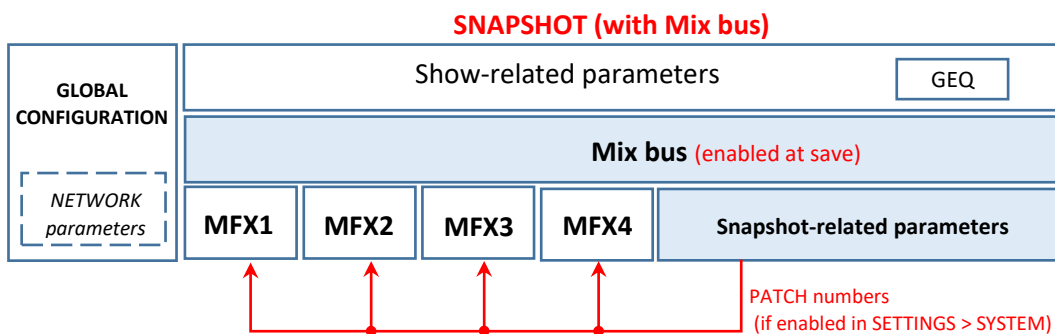 SNAPSHOT (with Mix bus)
GLOBAL
CONFIGURATION
NETWORK
parameters
Show-related parameters
GEQ
Mix bus (enabled at save)
MFX1
MFX2
MFX3
MFX4
Snapshot-related parameters
PATCH numbers
(if enabled in SETTINGS > SYSTEM)